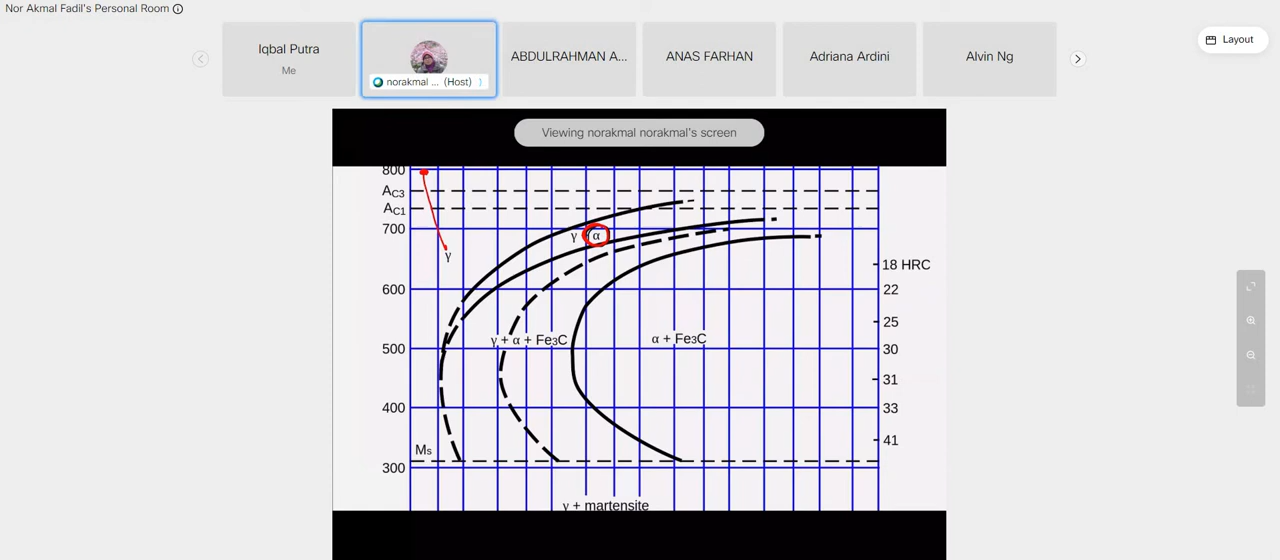 Nor Akmal Fadil's Personal Room
Iqbal Putra
Me
norakmal ... (Host)
ABDULRAHMAN A...
ANAS FARHAN
Adriana Ardini
Alvin Ng
Layout
Viewing norakmal norakmal's screen
800
AC3
AC1
700
γ α
γ
18 HRC
600
22
25
γ + α + Fe3C
α + Fe3C
500
30
31
400
33
41
Ms
300
γ + martensite